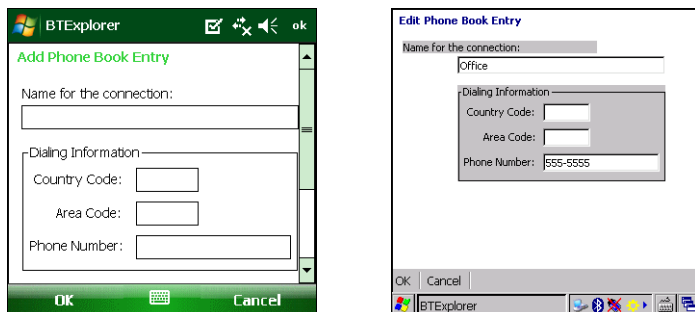 BTExplorer ok
Add Phone Book Entry
Name for the connection:
Dialing Information
Country Code:
Area Code:
Phone Number:
OK Cancel
Edit Phone Book Entry
Name for the connection:
Office
Dialing Information
Country Code:
Area Code:
Phone Number: 555-5555
OK Cancel
BTExplorer